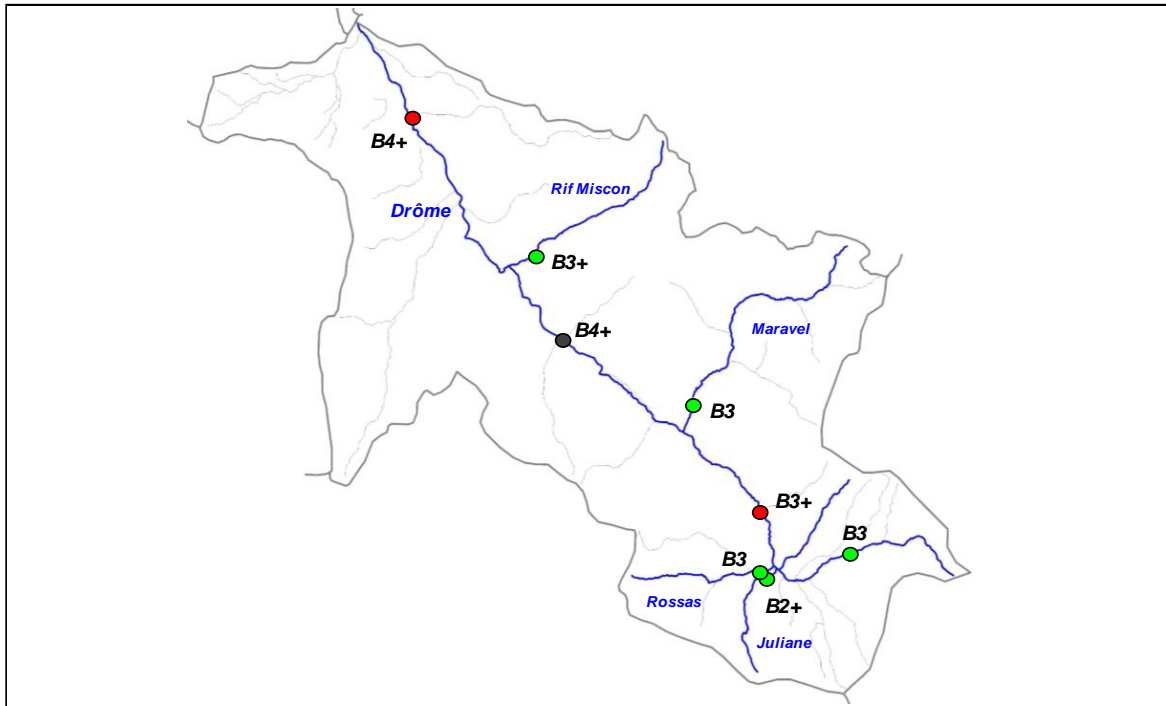 B4+
Rif Miscon
Drôme
B3+
B4+
Maravel
B3
B3+
B3
B3
Rossas
B2+
Juliane